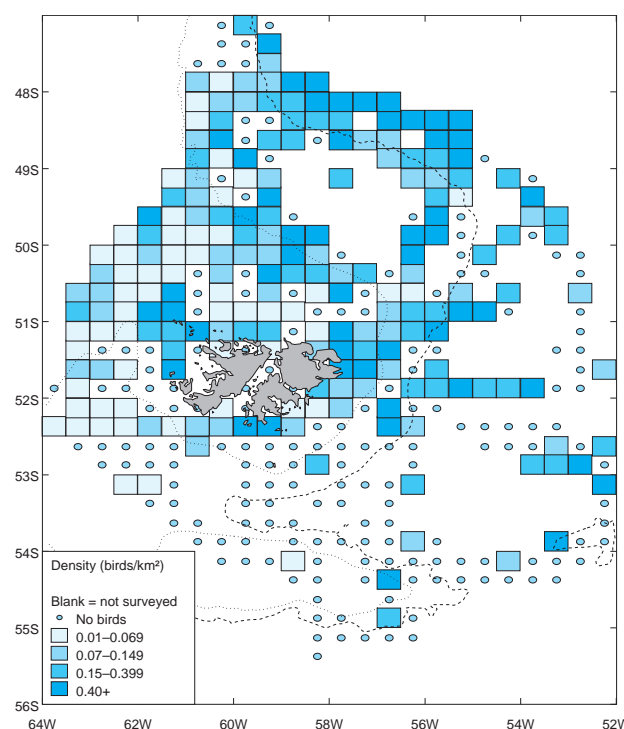 48S
49S
50S
51S
52S
53S
54S
55S
56S
Density (birds/km²)
Blank = not surveyed
No birds
0.01–0.069
0.07–0.149
0.15–0.399
0.40+
64W 62W 60W 58W 56W 54W 52W